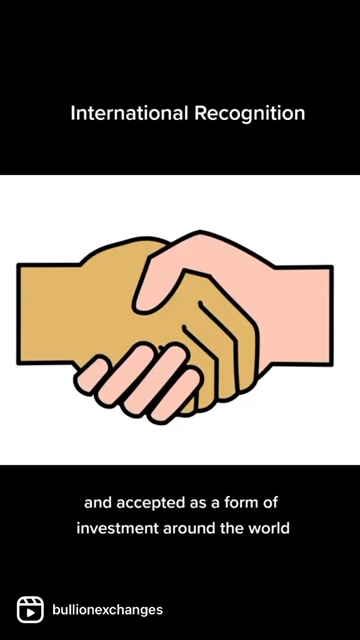 International Recognition
and accepted as a form of
investment around the world
bullionexchanges